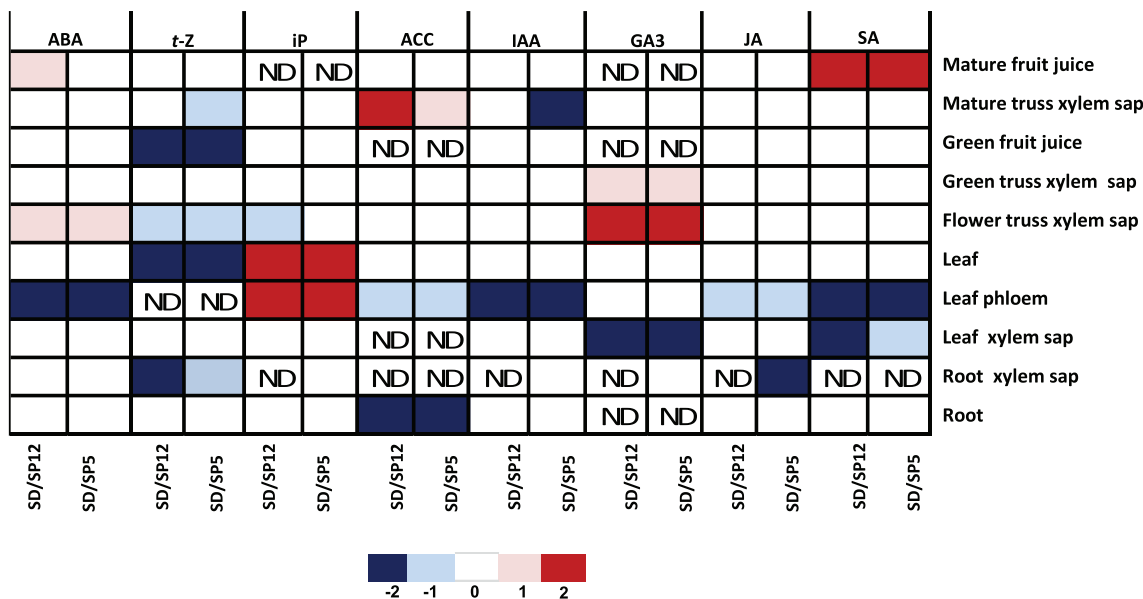 ABA t-Z iP ACC IAA GA3 JA SA
ND ND ND ND Mature fruit juice
Mature truss xylem sap
ND ND ND ND Green fruit juice
Green truss xylem sap
Flower truss xylem sap
Leaf
ND ND Leaf phloem
ND ND Leaf xylem sap
ND ND ND ND ND ND ND ND Root xylem sap
ND ND Root
SD/SP12 SD/SP5 SD/SP12 SD/SP5 SD/SP12 SD/SP5 SD/SP12 SD/SP5 SD/SP12 SD/SP5 SD/SP12 SD/SP5 SD/SP12 SD/SP5 SD/SP12 SD/SP5
-2 -1 0 1 2